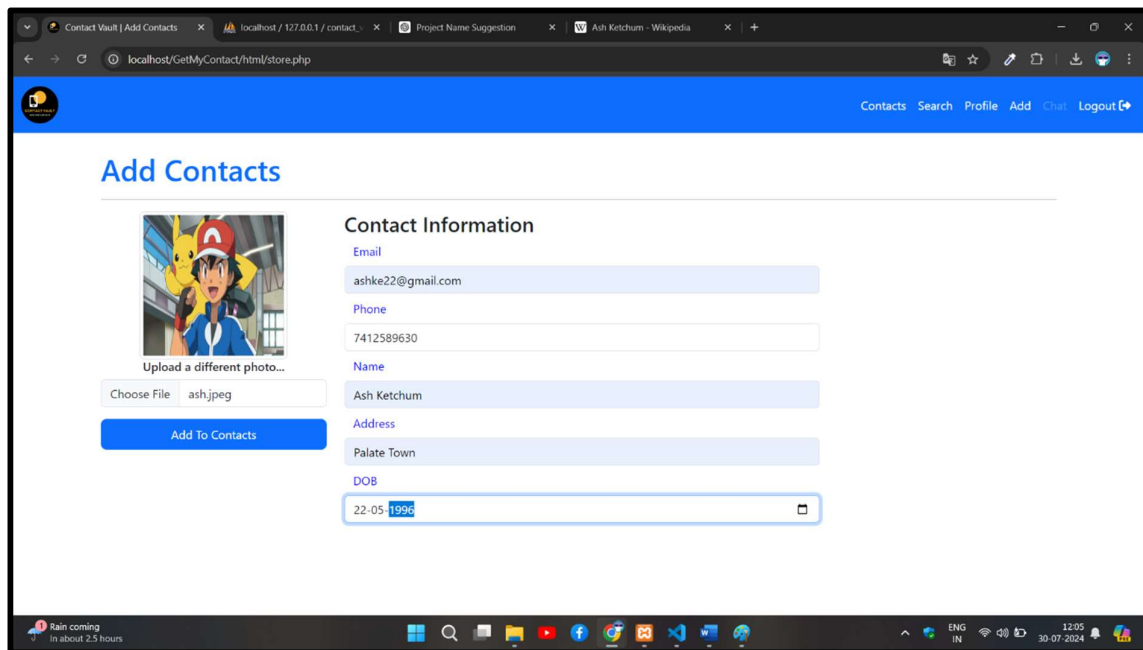 Contact Vault | Add Contacts
localhost / 127.0.0.1 / contact_v
Project Name Suggestion
W Ash Ketchum - Wikipedia
localhost/GetMyContact/html/store.php
Contacts Search Profile Add Chat Logout
Add Contacts
Contact Information
Email
ashke22@gmail.com
Phone
7412589630
Upload a different photo...
Name
Choose File ash.jpeg
Ash Ketchum
Address
Add To Contacts
Palate Town
DOB
22-05-1996
1
Rain coming
In about 2.5 hours
ENG
IN
12:05
30-07-2024